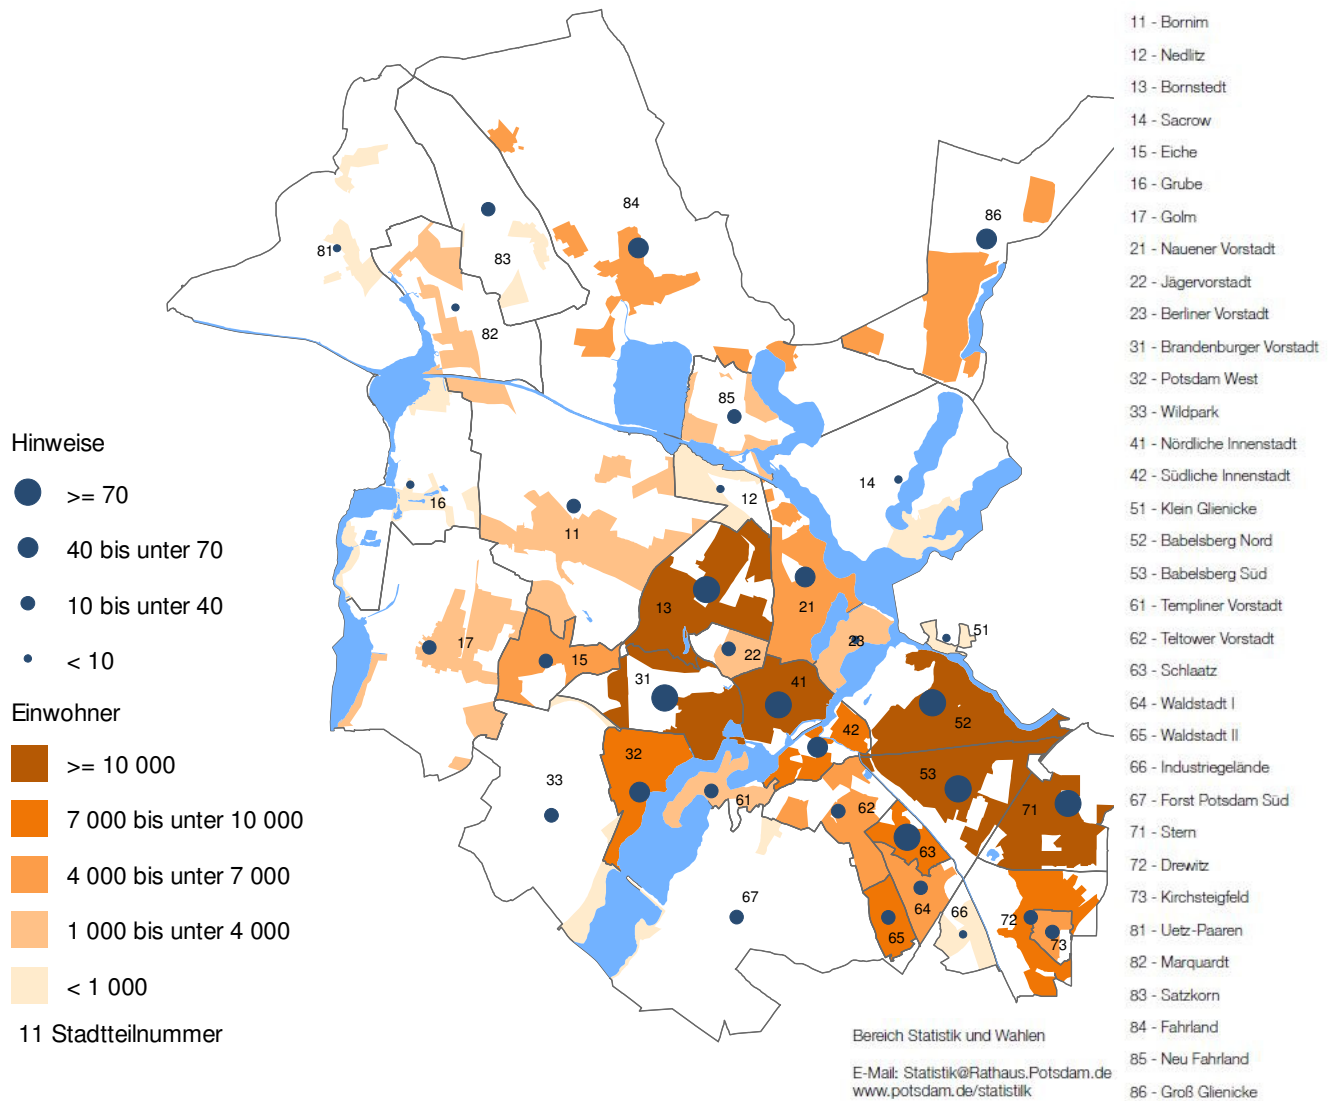 84
86
81
83
82
85
14
12
16
11
13
21
23
51
17
15
22
31
41
52
42
32
33
53
61
62
71
63
67
64
66
72
65
73
Hinweise
>= 70
40 bis unter 70
10 bis unter 40
< 10
Einwohner
>= 10 000
7 000 bis unter 10 000
4 000 bis unter 7 000
1 000 bis unter 4 000
< 1 000
11 Stadtteilnummer
11 - Bornim
12 - Nedlitz
13 - Bornstedt
14 - Sacrow
15 - Eiche
16 - Grube
17 - Golm
21 - Nauener Vorstadt
22 - Jägervorstadt
23 - Berliner Vorstadt
31 - Brandenburger Vorstadt
32 - Potsdam West
33 - Wildpark
41 - Nördliche Innenstadt
42 - Südliche Innenstadt
51 - Klein Glienicke
52 - Babelsberg Nord
53 - Babelsberg Süd
61 - Templiner Vorstadt
62 - Teltower Vorstadt
63 - Schlaatz
64 - Waldstadt I
65 - Waldstadt II
66 - Industriegelände
67 - Forst Potsdam Süd
71 - Stern
72 - Drewitz
73 - Kirchsteigfeld
81 - Uetz-Paaren
82 - Marquardt
83 - Satzkorn
84 - Fahrland
85 - Neu Fahrland
86 - Groß Glienicke
Bereich Statistik und Wahlen
E-Mail: Statistik@Rathaus.Potsdam.de
www.potsdam.de/statistilk